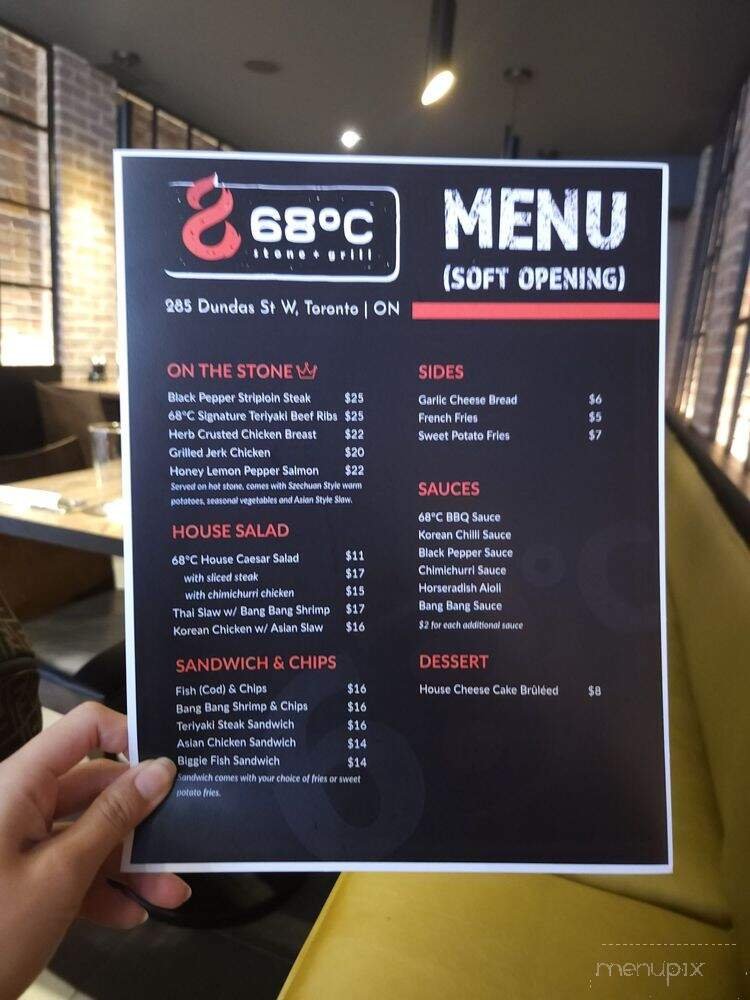 68°C
stone + grill
285 Dundas St W, Toronto | ON
MENU
(SOFT OPENING)
ON THE STONE
Black Pepper Striploin Steak $25
68°C Signature Teriyaki Beef Ribs $25
Herb Crusted Chicken Breast $22
Grilled Jerk Chicken $20
Honey Lemon Pepper Salmon $22
Served on hot stone, comes with Szechuan Style warm
potatoes, seasonal vegetables and Asian Style Slaw.
HOUSE SALAD
68°C House Caesar Salad $11
with sliced steak $17
with chimichurri chicken $15
Thai Slaw w/ Bang Bang Shrimp $17
Korean Chicken w/ Asian Slaw $16
SANDWICH & CHIPS
Fish (Cod) & Chips $16
Bang Bang Shrimp & Chips $16
Teriyaki Steak Sandwich $16
Asian Chicken Sandwich $14
Biggie Fish Sandwich $14
Sandwich comes with your choice of fries or sweet
potato fries.
SIDES
Garlic Cheese Bread $6
French Fries $5
Sweet Potato Fries $7
SAUCES
68°C BBQ Sauce
Korean Chilli Sauce
Black Pepper Sauce
Chimichurri Sauce
Horseradish Aioli
Bang Bang Sauce
$2 for each additional sauce
DESSERT
House Cheese Cake Brûléed $8
menupix